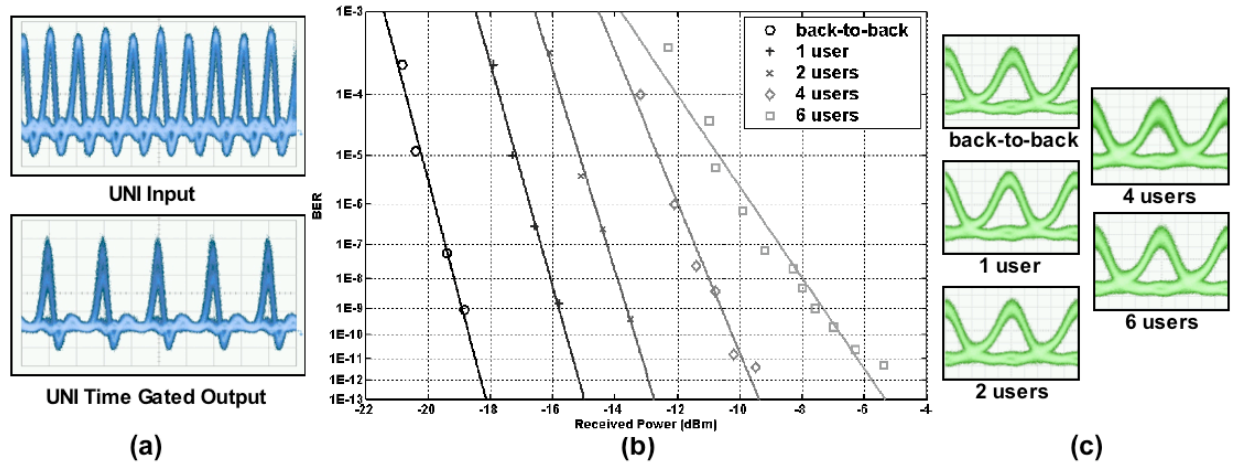 UNI Input
UNI Time Gated Output
(a)
1E-3
1E-4
1E-5
1E-6
1E-7
1E-8
1E-9
1E-10
1E-11
1E-12
1E-13
BER
-22
-20
-18
-16
-14
-12
-10
-8
-6
-4
Received Power (dBm)
back-to-back
1 user
2 users
4 users
6 users
(b)
back-to-back
1 user
2 users
4 users
6 users
(c)